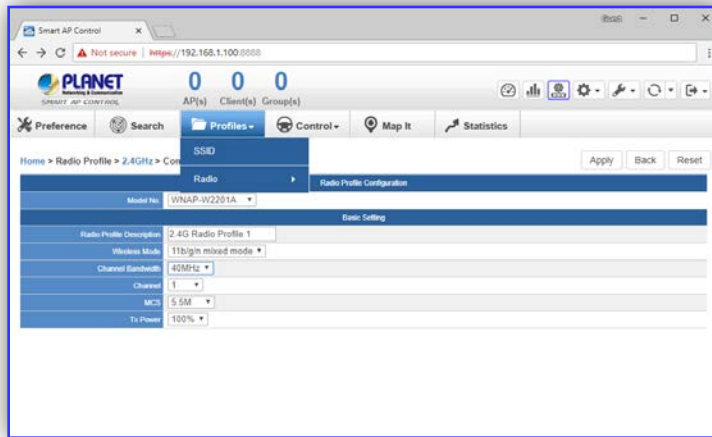 Smart AP Control
Not secure | https://192.168.1.100:8888
PLANET
Networking & Communication
SMART AP CONTROL
0 0 0
AP(s) Client(s) Group(s)
Preference Search Profiles Control Map It Statistics
SSID
Radio
Home > Radio Profile > 2.4GHz > Con
Apply Back Reset
Radio Profile Configuration
Model No. WNAP-W2201A
Basic Setting
Radio Profile Description 2.4G Radio Profile 1
Wireless Mode 11b/g/n mixed mode
Channel Bandwidth 40MHz
Channel 1
MCS 5.5M
Tx Power 100%